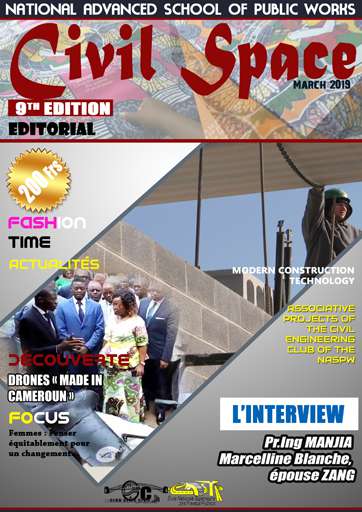 NATIONAL ADVANCED SCHOOL OF PUBLIC WORKS
Civil Space
MARCH 2019
9TH EDITION
EDITORIAL
200 Frs
FASHION
TIME
ACTUALITÉS
MODERN CONSTRUCTION
TECHNOLOGY
ASSOCIATIVE
PROJECTS OF
THE CIVIL
ENGINEERING
CLUB OF THE
NASPW
DECOUVERTE
DRONES « MADE IN
CAMEROUN »
FOCUS
Femmes : Penser
équitablement pour
un changement
L'INTERVIEW
Pr.Ing MANJIA
Marcelline Blanche,
épouse ZANG